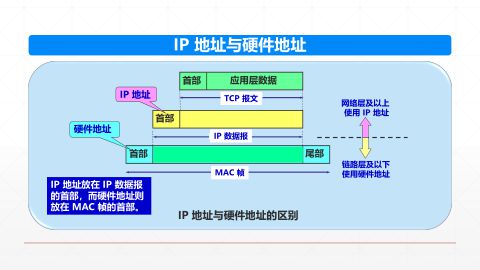 IP 地址与硬件地址
首部 应用层数据
TCP 报文
IP 地址
首部
IP 数据报
硬件地址
首部 尾部
MAC 帧
网络层及以上
使用 IP 地址
链路层及以下
使用硬件地址
IP 地址放在 IP 数据报
的首部，而硬件地址则
放在 MAC 帧的首部。
IP 地址与硬件地址的区别